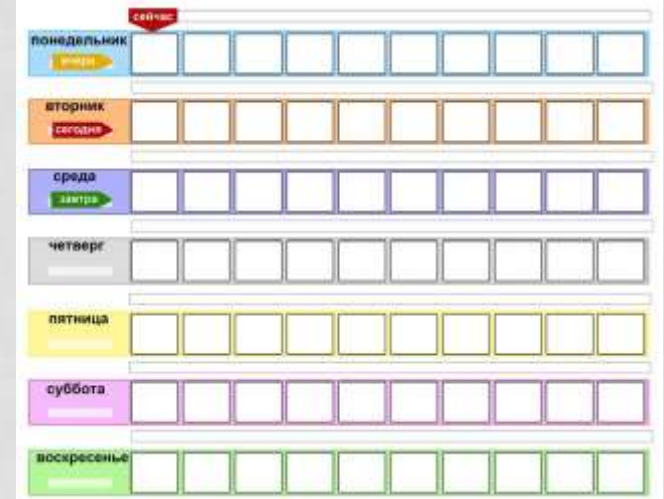 сейчас
понедельник
вчера
вторник
сегодня
среда
завтра
четверг
пятница
суббота
воскресенье